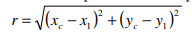 r = √((x_c − x_1)² + (y_c − y_1)²)